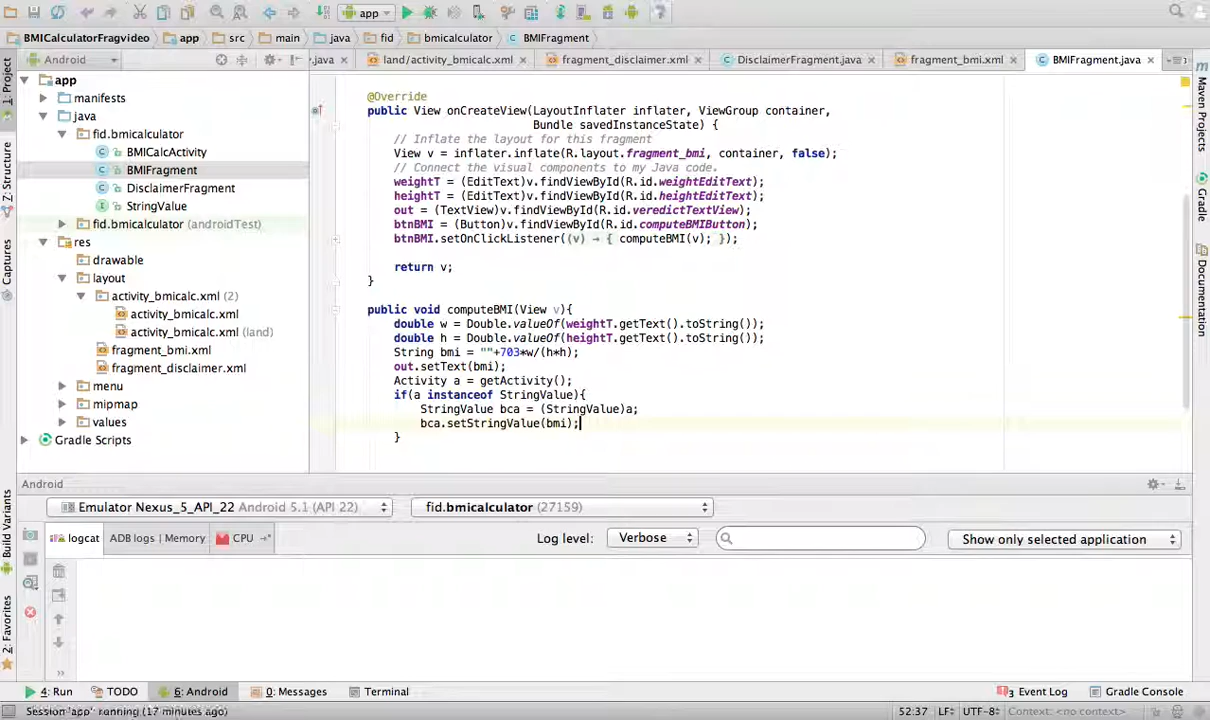 app
BMICalculatorFragvideo app src main java fid bmicalculator BMIFragment
Android
.java land/activity_bmicalc.xml fragment_disclaimer.xml DisclaimerFragment.java fragment_bmi.xml BMIFragment.java
1: Project
Z: Structure
Captures
Build Variants
2: Favorites
app
manifests
java
fid.bmicalculator
BMICalcActivity
BMIFragment
DisclaimerFragment
StringValue
fid.bmicalculator (androidTest)
res
drawable
layout
activity_bmicalc.xml (2)
activity_bmicalc.xml
activity_bmicalc.xml (land)
fragment_bmi.xml
fragment_disclaimer.xml
menu
mipmap
values
Gradle Scripts
@Override
public View onCreateView(LayoutInflater inflater, ViewGroup container,
Bundle savedInstanceState) {
// Inflate the layout for this fragment
View v = inflater.inflate(R.layout.fragment_bmi, container, false);
// Connect the visual components to my Java code.
weightT = (EditText)v.findViewById(R.id.weightEditText);
heightT = (EditText)v.findViewById(R.id.heightEditText);
out = (TextView)v.findViewById(R.id.veredictTextView);
btnBMI = (Button)v.findViewById(R.id.computeBMIButton);
btnBMI.setOnClickListener((v) → { computeBMI(v); });
return v;
}
public void computeBMI(View v){
double w = Double.valueOf(weightT.getText().toString());
double h = Double.valueOf(heightT.getText().toString());
String bmi = ""+703*w/(h*h);
out.setText(bmi);
Activity a = getActivity();
if(a instanceof StringValue){
StringValue bca = (StringValue)a;
bca.setStringValue(bmi);
}
Maven Projects
Gradle
Documentation
Android
Emulator Nexus_5_API_22 Android 5.1 (API 22) fid.bmicalculator (27159)
logcat ADB logs | Memory CPU Log level: Verbose Show only selected application
4: Run TODO 6: Android 0: Messages Terminal Event Log Gradle Console
Session 'app' running (17 minutes ago) 52:37 LF UTF-8 Context: <no context>